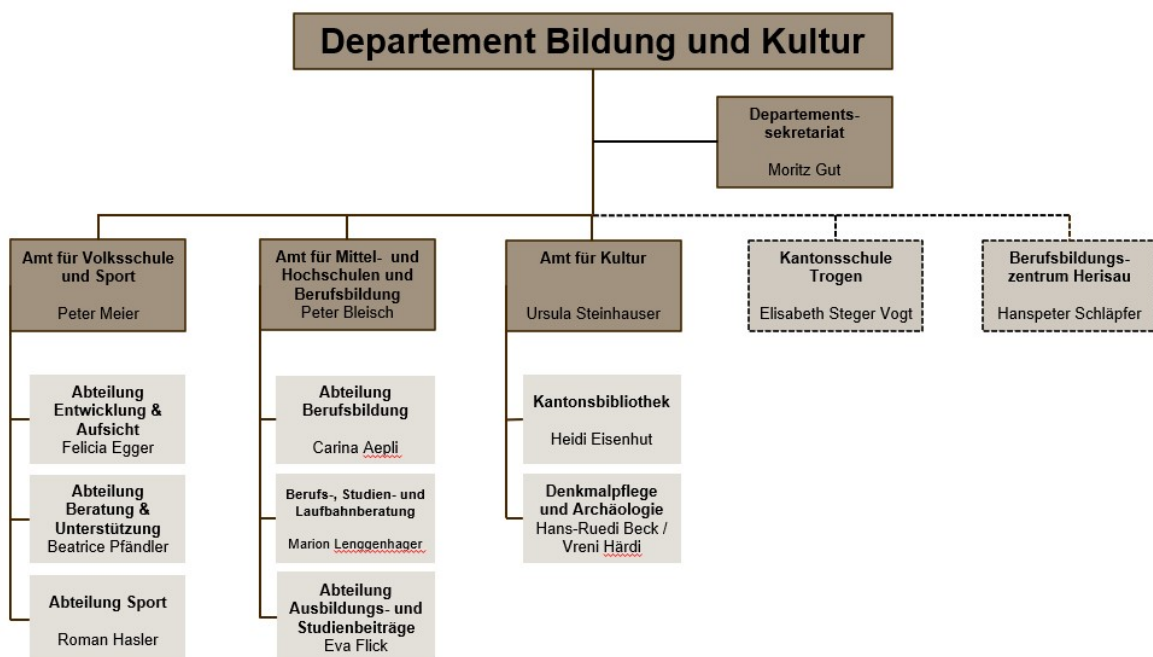 Departement Bildung und Kultur
Departements-
sekretariat
Moritz Gut
Amt für Volksschule
und Sport
Peter Meier
Amt für Mittel- und
Hochschulen und
Berufsbildung
Peter Bleisch
Amt für Kultur
Ursula Steinhauser
Kantonsschule
Trogen
Elisabeth Steger Vogt
Berufsbildungs-
zentrum Herisau
Hanspeter Schläpfer
Abteilung
Entwicklung &
Aufsicht
Felicia Egger
Abteilung
Beratung &
Unterstützung
Beatrice Pfändler
Abteilung Sport
Roman Hasler
Abteilung
Berufsbildung
Carina Aepli
Berufs-, Studien- und
Laufbahnberatung
Marion Lenggenhager
Abteilung
Ausbildungs- und
Studienbeiträge
Eva Flick
Kantonsbibliothek
Heidi Eisenhut
Denkmalpflege
und Archäologie
Hans-Ruedi Beck /
Vreni Härdi